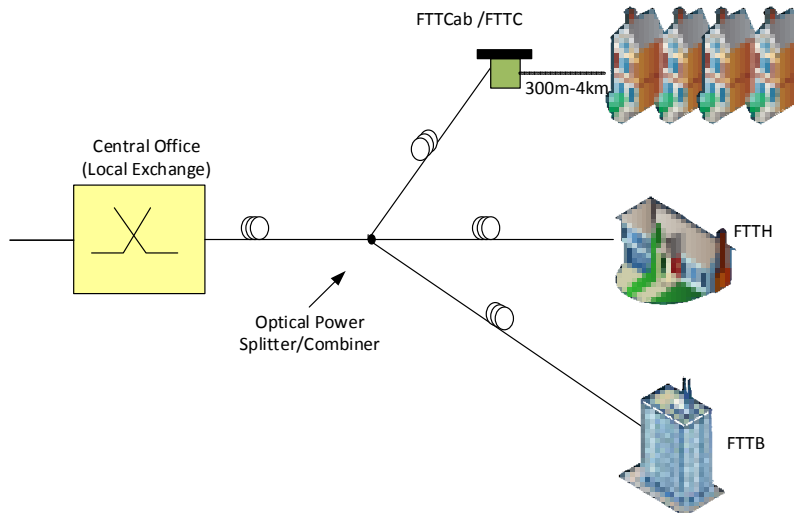 FTTCab /FTTC
300m-4km
Central Office
(Local Exchange)
FTTH
Optical Power
Splitter/Combiner
FTTB